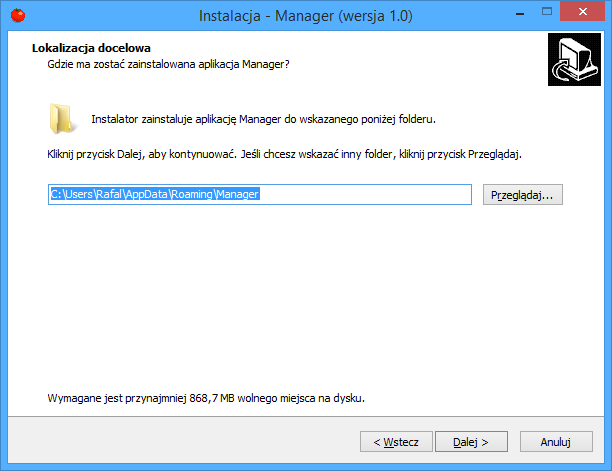 Instalacja - Manager (wersja 1.0)
Lokalizacja docelowa
Gdzie ma zostać zainstalowana aplikacja Manager?
Instalator zainstaluje aplikację Manager do wskazanego poniżej folderu.
Kliknij przycisk Dalej, aby kontynuować. Jeśli chcesz wskazać inny folder, kliknij przycisk Przeglądaj.
C:\Users\Rafal\AppData\Roaming\Manager
Przeglądaj...
Wymagane jest przynajmniej 868,7 MB wolnego miejsca na dysku.
< Wstecz
Dalej >
Anuluj